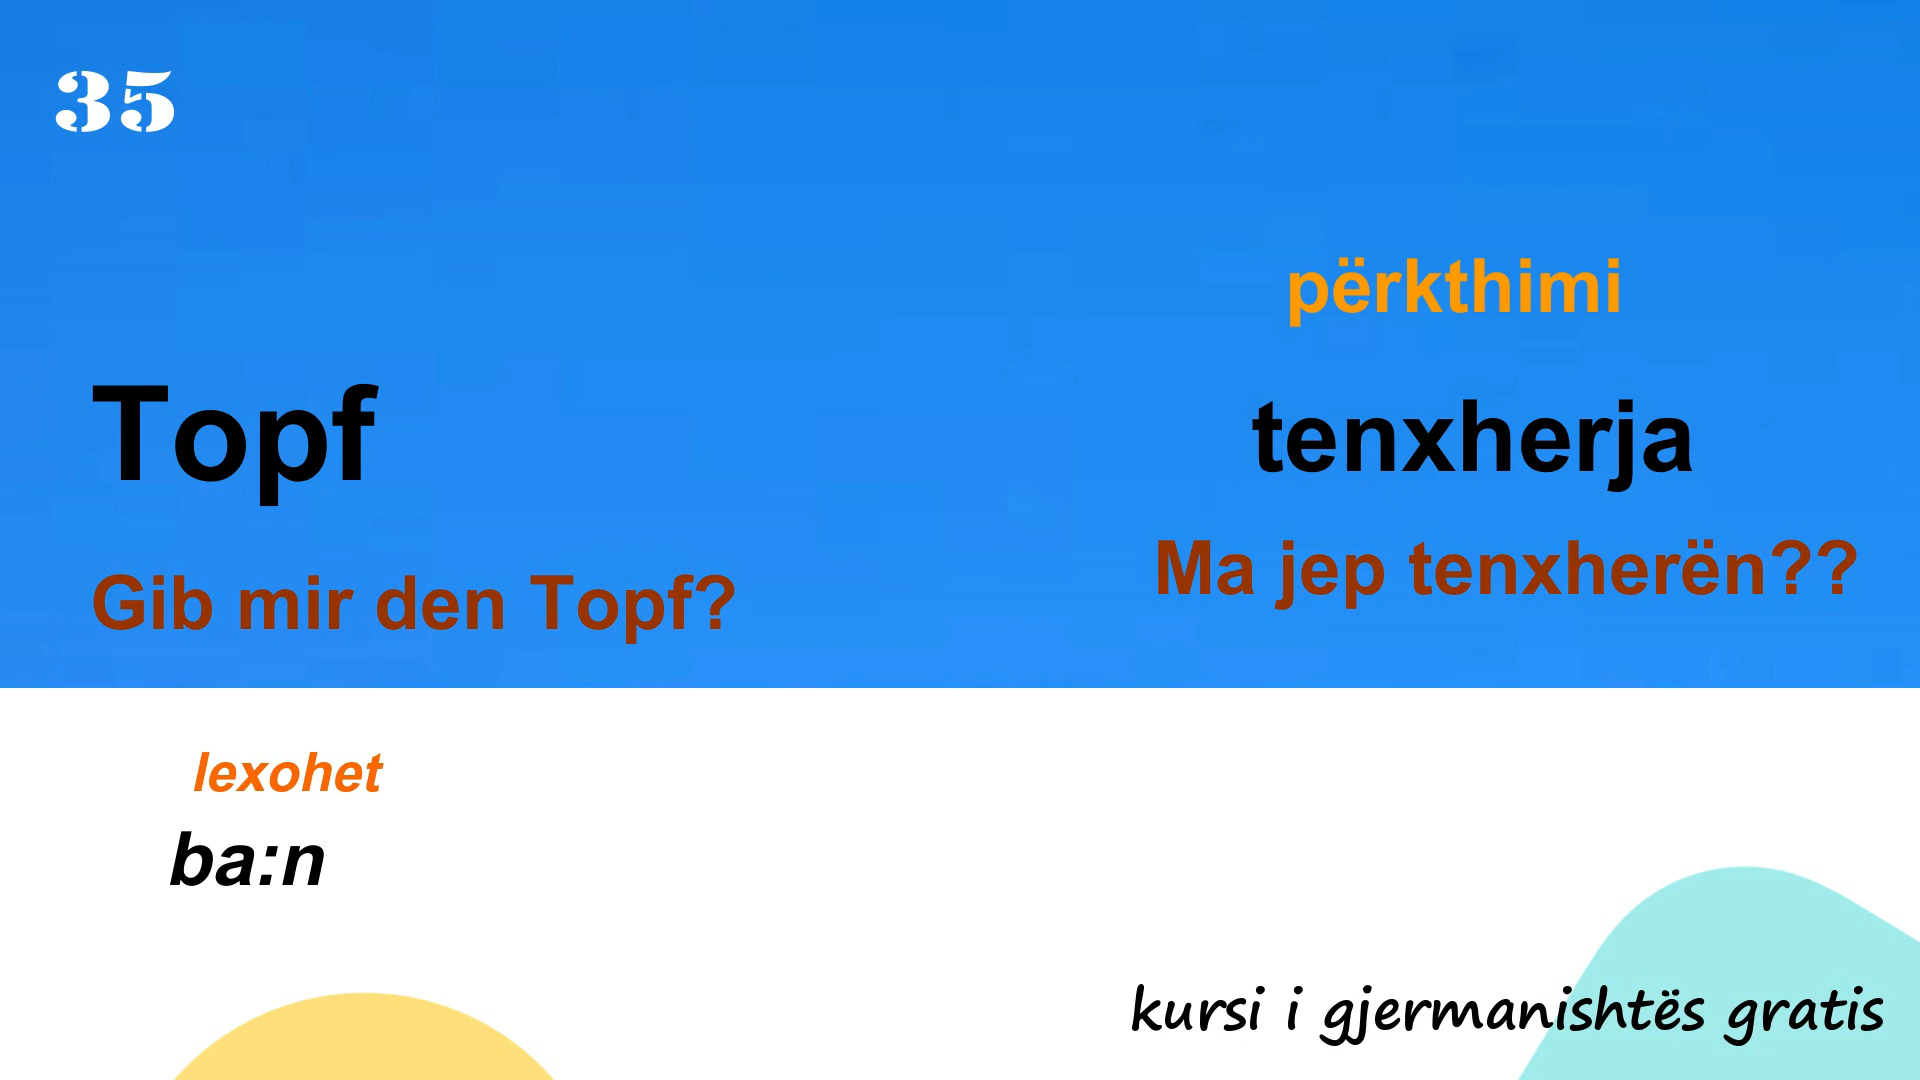 35
Topf
Gib mir den Topf?
përkthimi
tenxherja
Ma jep tenxherën??
lexohet
ba:n
kursi i gjermanishtës gratis